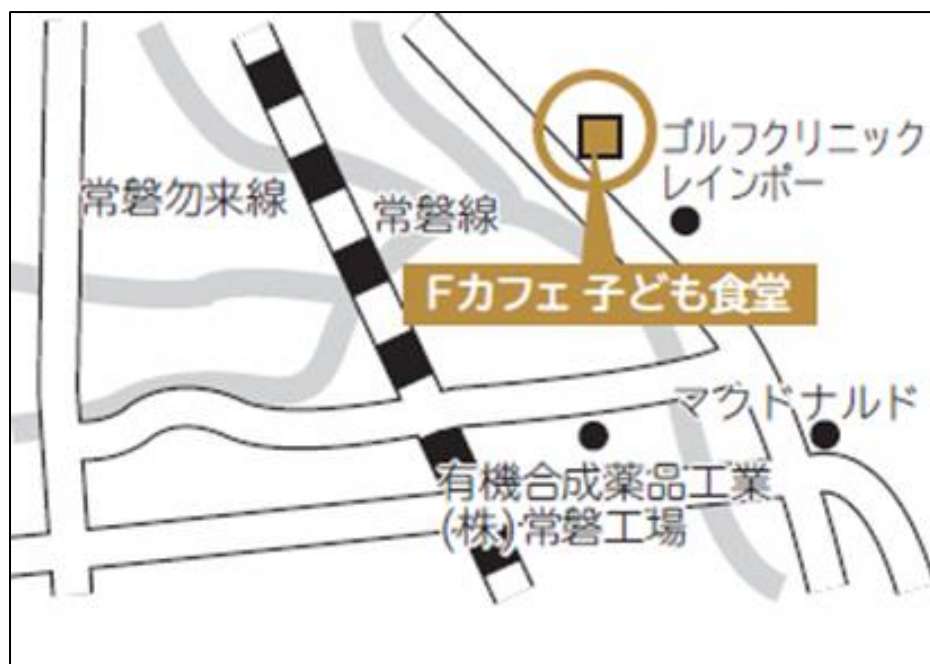 ゴルフクリニック
レインボー
常磐勿来線
常磐線
Fカフェ 子ども食堂
マクドナルド
有機合成薬品工業
(株)常磐工場